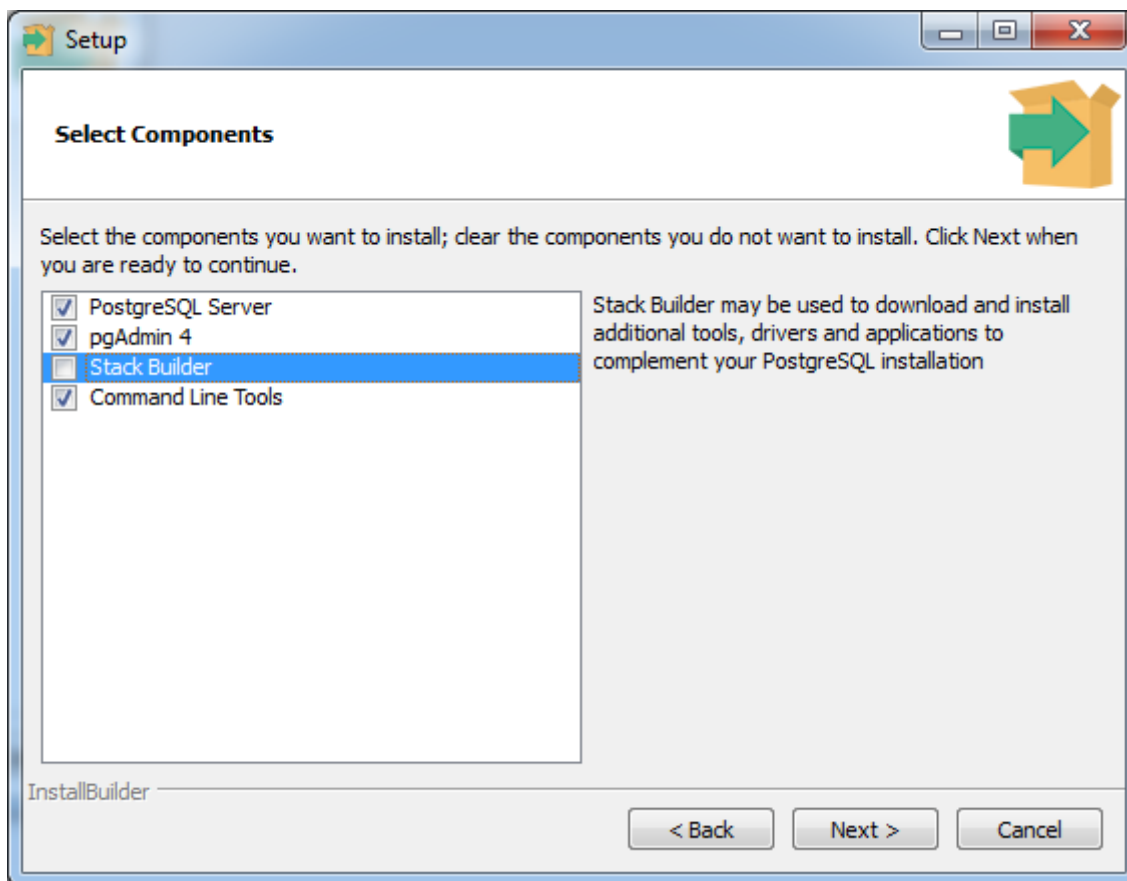 Setup
Select Components
Select the components you want to install; clear the components you do not want to install. Click Next when
you are ready to continue.
PostgreSQL Server
pgAdmin 4
Stack Builder
Command Line Tools
Stack Builder may be used to download and install
additional tools, drivers and applications to
complement your PostgreSQL installation
InstallBuilder
< Back
Next >
Cancel